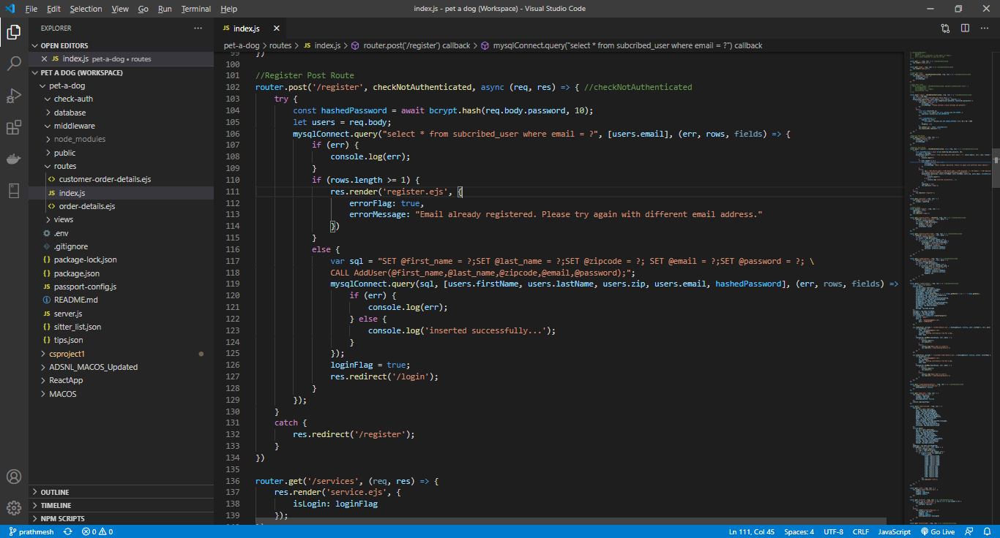 File Edit Selection View Go Run Terminal Help
index.js - pet a dog (Workspace) - Visual Studio Code
EXPLORER
OPEN EDITORS
JS index.js pet-a-dog • routes
PET A DOG (WORKSPACE)
pet-a-dog
check-auth
database
middleware
node_modules
public
routes
customer-order-details.ejs
JS index.js
order-details.ejs
views
.env
.gitignore
package-lock.json
package.json
JS passport-config.js
README.md
JS server.js
sitter_list.json
tips.json
csproject1
ADSNL_MACOS_Updated
ReactApp
MACOS
OUTLINE
TIMELINE
NPM SCRIPTS
JS index.js
pet-a-dog > routes > JS index.js > router.post('/register') callback > mysqlConnect.query("select * from subcribed_user where email = ?") callback
99 })
100
101 //Register Post Route
102 router.post('/register', checkNotAuthenticated, async (req, res) => { //checkNotAuthenticated
103 try {
104 const hashedPassword = await bcrypt.hash(req.body.password, 10);
105 let users = req.body;
106 mysqlConnect.query("select * from subcribed_user where email = ?", [users.email], (err, rows, fields) => {
107 if (err) {
108 console.log(err);
109 }
110 if (rows.length >= 1) {
111 res.render('register.ejs', {
112 errorFlag: true,
113 errorMessage: "Email already registered. Please try again with different email address."
114 })
115 }
116 else {
117 var sql = "SET @first_name = ?;SET @last_name = ?;SET @zipcode = ?; SET @email = ?;SET @password = ?; \
118 CALL AddUser(@first_name,@last_name,@zipcode,@email,@password);";
119 mysqlConnect.query(sql, [users.firstName, users.lastName, users.zip, users.email, hashedPassword], (err, rows, fields) =>
120 if (err) {
121 console.log(err);
122 } else {
123 console.log('inserted successfully...');
124 }
125 });
126 loginFlag = true;
127 res.redirect('/login');
128 }
129 });
130 }
131 catch {
132 res.redirect('/register');
133 }
134 })
135
136 router.get('/services', (req, res) => {
137 res.render('service.ejs', {
138 isLogin: loginFlag
139 });
prathmesh 0 0 Ln 111, Col 45 Spaces: 4 UTF-8 CRLF JavaScript Go Live